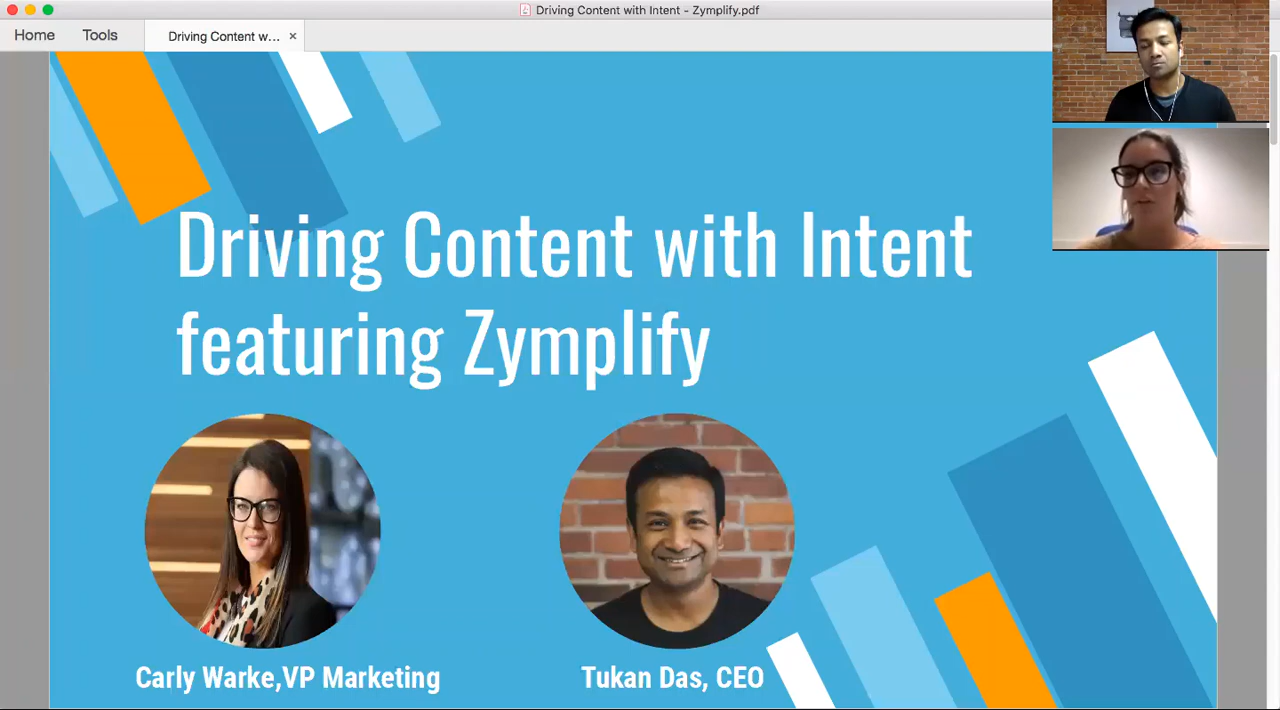 Driving Content with Intent - Zymplify.pdf
Home Tools Driving Content w... ×
Driving Content with Intent
featuring Zymplify
Carly Warke,VP Marketing
Tukan Das, CEO